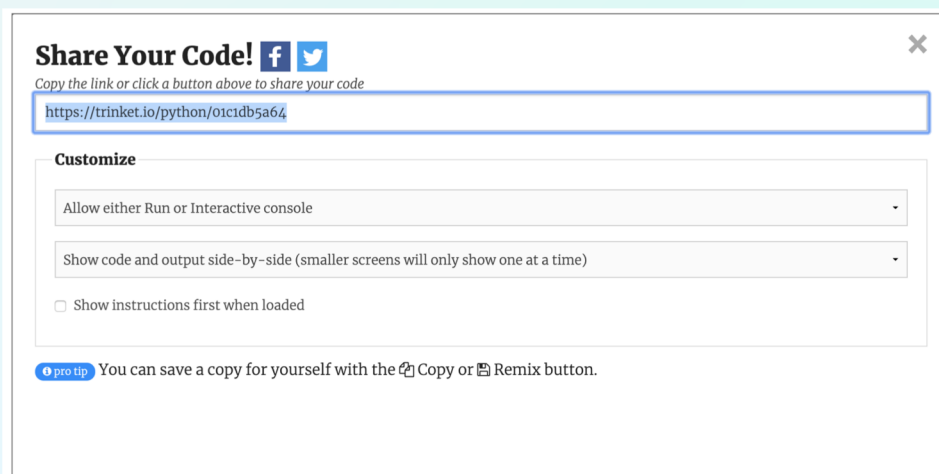 Share Your Code!
Copy the link or click a button above to share your code
https://trinket.io/python/01c1db5a64
Customize
Allow either Run or Interactive console
Show code and output side-by-side (smaller screens will only show one at a time)
Show instructions first when loaded
pro tip You can save a copy for yourself with the Copy or Remix button.